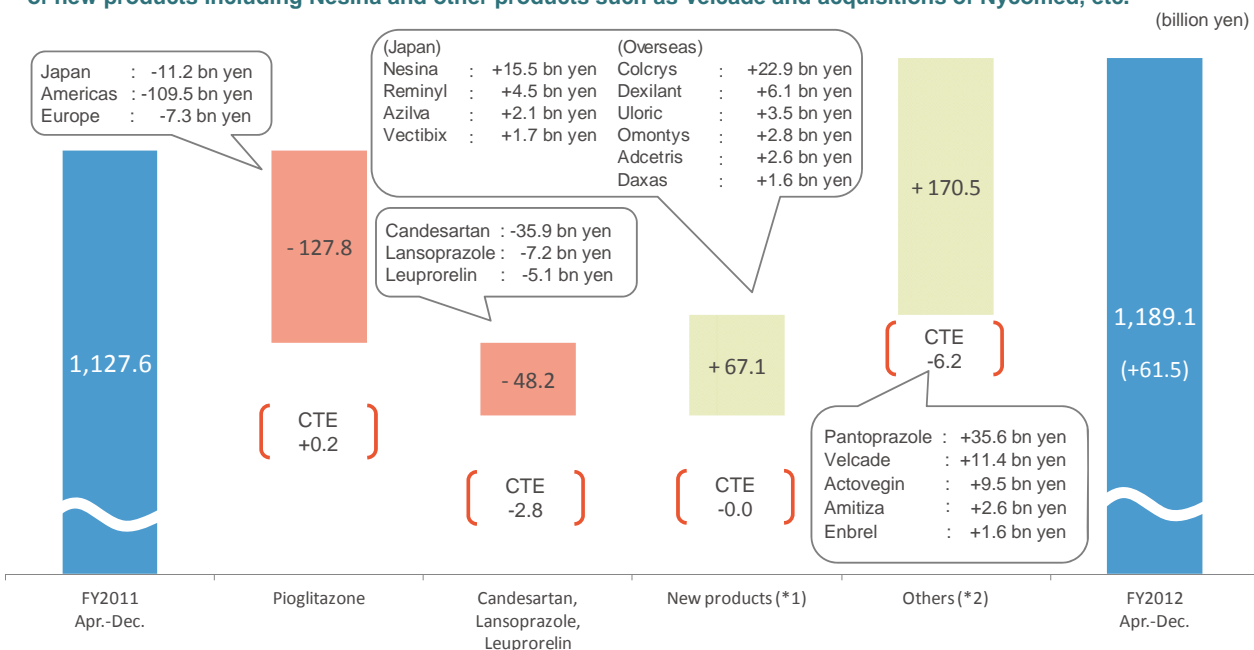 of new products including Nesina and other products such as Velcade and acquisitions of Nycomed, etc.
(billion yen)
Japan : -11.2 bn yen
Americas : -109.5 bn yen
Europe : -7.3 bn yen
(Japan)
Nesina : +15.5 bn yen
Reminyl : +4.5 bn yen
Azilva : +2.1 bn yen
Vectibix : +1.7 bn yen
(Overseas)
Colcrys : +22.9 bn yen
Dexilant : +6.1 bn yen
Uloric : +3.5 bn yen
Omontys : +2.8 bn yen
Adcetris : +2.6 bn yen
Daxas : +1.6 bn yen
Candesartan : -35.9 bn yen
Lansoprazole : -7.2 bn yen
Leuprorelin : -5.1 bn yen
1,127.6
- 127.8
CTE
+0.2
- 48.2
CTE
-2.8
+ 67.1
CTE
-0.0
+ 170.5
CTE
-6.2
Pantoprazole : +35.6 bn yen
Velcade : +11.4 bn yen
Actovegin : +9.5 bn yen
Amitiza : +2.6 bn yen
Enbrel : +1.6 bn yen
1,189.1
(+61.5)
FY2011
Apr.-Dec.
Pioglitazone
Candesartan,
Lansoprazole,
Leuprorelin
New products (*1)
Others (*2)
FY2012
Apr.-Dec.